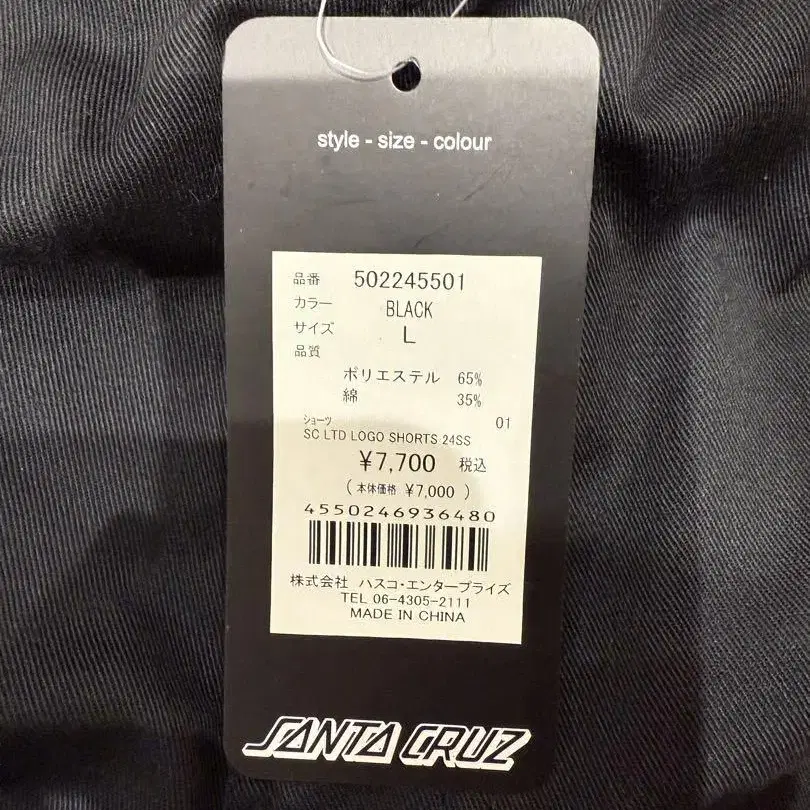 style - size - colour
品番 502245501
カラー BLACK
サイズ L
品質
ポリエステル 65%
綿 35%
ショーツ 01
SC LTD LOGO SHORTS 24SS
¥7,700 税込
( 本体価格 ¥7,000 )
4550246936480
株式会社 ハスコ・エンタープライズ
TEL 06-4305-2111
MADE IN CHINA
SANTA CRUZ